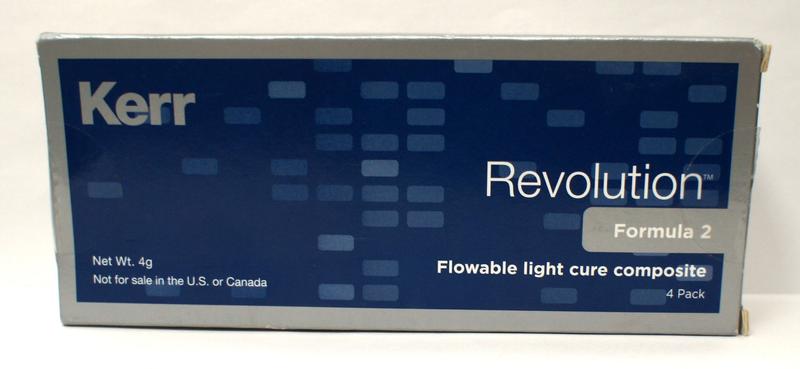 Kerr
Revolution™
Formula 2
Flowable light cure composite
4 Pack
Net Wt. 4g
Not for sale in the U.S. or Canada